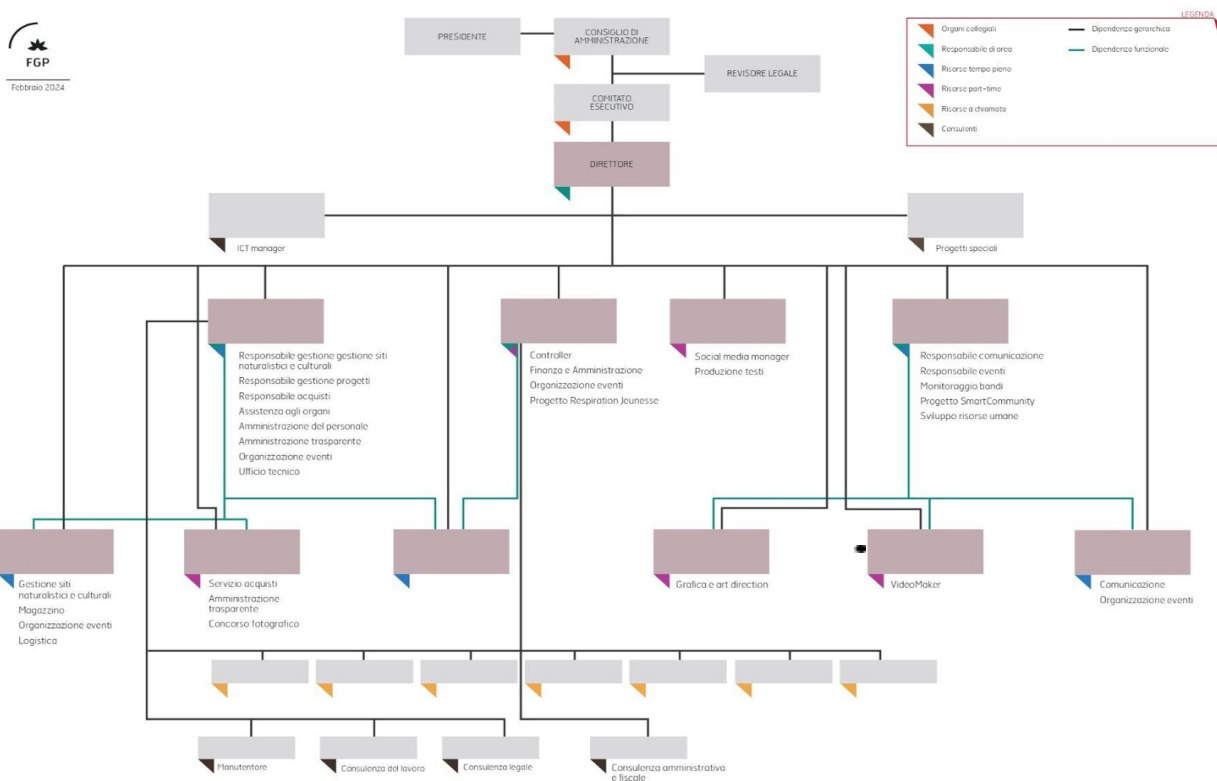 FGP
Febbraio 2024
PRESIDENTE
CONSIGLIO DI
AMMINISTRAZIONE
REVISORE LEGALE
COMITATO
ESECUTIVO
DIRETTORE
LEGENDA
Organi collegiali
Responsabile di area
Risorse tempo pieno
Risorse part-time
Risorse a chiamata
Consulenti
Dipendenza gerarchica
Dipendenza funzionale
ICT manager
Progetti speciali
Responsabile gestione gestione siti
naturalistici e culturali
Responsabile gestione progetti
Responsabile acquisti
Assistenza agli organi
Amministrazione del personale
Amministrazione trasparente
Organizzazione eventi
Ufficio tecnico
Controller
Finanza e Amministrazione
Organizzazione eventi
Progetto Respiration Jeunesse
Social media manager
Produzione testi
Responsabile comunicazione
Responsabile eventi
Monitoraggio bandi
Progetto SmartCommunity
Sviluppo risorse umane
Gestione siti
naturalistici e culturali
Magazzino
Organizzazione eventi
Logistica
Servizio acquisti
Amministrazione
trasparente
Concorso fotografico
Grafica e art direction
VideoMaker
Comunicazione
Organizzazione eventi
Manutentore
Consulenza del lavoro
Consulenza legale
Consulenza amministrativa
e fiscale